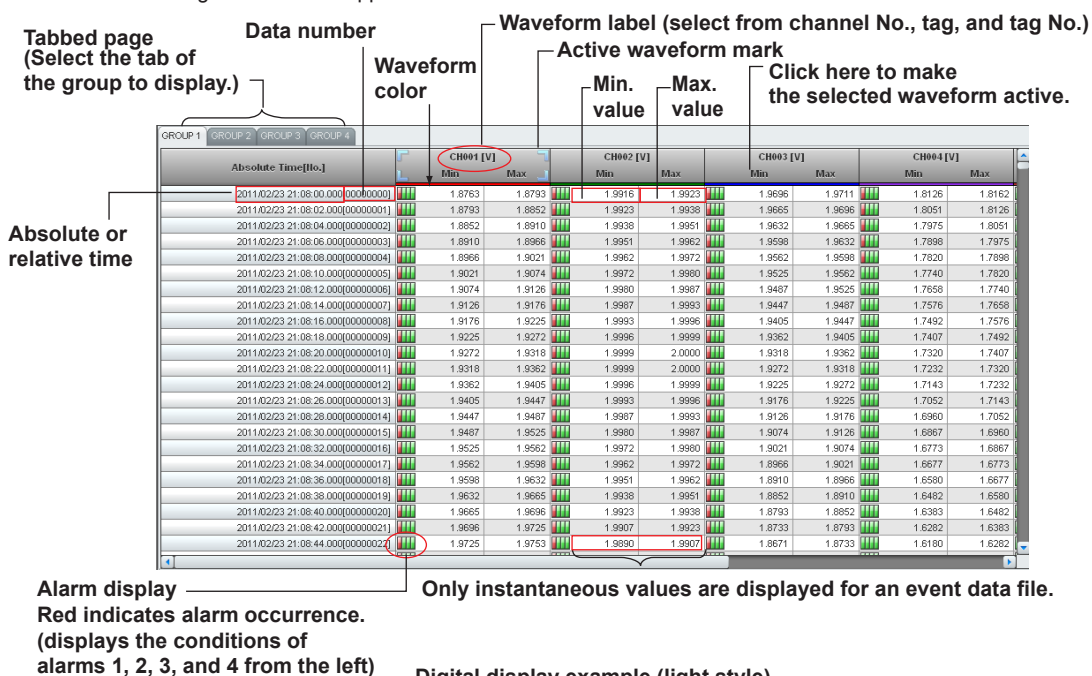 Waveform label (select from channel No., tag, and tag No.)
Data number
Tabbed page
(Select the tab of
the group to display.)
Active waveform mark
Waveform
color
Min.
value
Max.
value
Click here to make
the selected waveform active.
GROUP 1 GROUP 2 GROUP 3 GROUP 4
Absolute Time[No.] CH001 [V] CH002 [V] CH003 [V] CH004 [V]
Min Max Min Max Min Max Min Max
Absolute or
relative time
2011/02/23 21:08:00.000[00000000] 1.8763 1.8793 1.9916 1.9923 1.9696 1.9711 1.8126 1.8162
2011/02/23 21:08:02.000[00000001] 1.8793 1.8852 1.9923 1.9938 1.9665 1.9696 1.8051 1.8126
2011/02/23 21:08:04.000[00000002] 1.8852 1.8910 1.9938 1.9951 1.9632 1.9665 1.7975 1.8051
2011/02/23 21:08:06.000[00000003] 1.8910 1.8966 1.9951 1.9962 1.9598 1.9632 1.7898 1.7975
2011/02/23 21:08:08.000[00000004] 1.8966 1.9021 1.9962 1.9972 1.9562 1.9598 1.7820 1.7898
2011/02/23 21:08:10.000[00000005] 1.9021 1.9074 1.9972 1.9980 1.9525 1.9562 1.7740 1.7820
2011/02/23 21:08:12.000[00000006] 1.9074 1.9126 1.9980 1.9987 1.9487 1.9525 1.7658 1.7740
2011/02/23 21:08:14.000[00000007] 1.9126 1.9176 1.9987 1.9993 1.9447 1.9487 1.7576 1.7658
2011/02/23 21:08:16.000[00000008] 1.9176 1.9225 1.9993 1.9996 1.9405 1.9447 1.7492 1.7576
2011/02/23 21:08:18.000[00000009] 1.9225 1.9272 1.9996 1.9999 1.9362 1.9405 1.7407 1.7492
2011/02/23 21:08:20.000[00000010] 1.9272 1.9318 1.9999 2.0000 1.9318 1.9362 1.7320 1.7407
2011/02/23 21:08:22.000[00000011] 1.9318 1.9362 1.9999 2.0000 1.9272 1.9318 1.7232 1.7320
2011/02/23 21:08:24.000[00000012] 1.9362 1.9405 1.9996 1.9999 1.9225 1.9272 1.7143 1.7232
2011/02/23 21:08:26.000[00000013] 1.9405 1.9447 1.9993 1.9996 1.9176 1.9225 1.7052 1.7143
2011/02/23 21:08:28.000[00000014] 1.9447 1.9487 1.9987 1.9993 1.9126 1.9176 1.6960 1.7052
2011/02/23 21:08:30.000[00000015] 1.9487 1.9525 1.9980 1.9987 1.9074 1.9126 1.6867 1.6960
2011/02/23 21:08:32.000[00000016] 1.9525 1.9562 1.9972 1.9980 1.9021 1.9074 1.6773 1.6867
2011/02/23 21:08:34.000[00000017] 1.9562 1.9598 1.9962 1.9972 1.8966 1.9021 1.6677 1.6773
2011/02/23 21:08:36.000[00000018] 1.9598 1.9632 1.9951 1.9962 1.8910 1.8966 1.6580 1.6677
2011/02/23 21:08:38.000[00000019] 1.9632 1.9665 1.9938 1.9951 1.8852 1.8910 1.6482 1.6580
2011/02/23 21:08:40.000[00000020] 1.9665 1.9696 1.9923 1.9938 1.8793 1.8852 1.6383 1.6482
2011/02/23 21:08:42.000[00000021] 1.9696 1.9725 1.9907 1.9923 1.8733 1.8793 1.6282 1.6383
2011/02/23 21:08:44.000[00000022] 1.9725 1.9753 1.9890 1.9907 1.8671 1.8733 1.6180 1.6282
Alarm display
Red indicates alarm occurrence.
(displays the conditions of
alarms 1, 2, 3, and 4 from the left)
Only instantaneous values are displayed for an event data file.
Digital display example (light style)